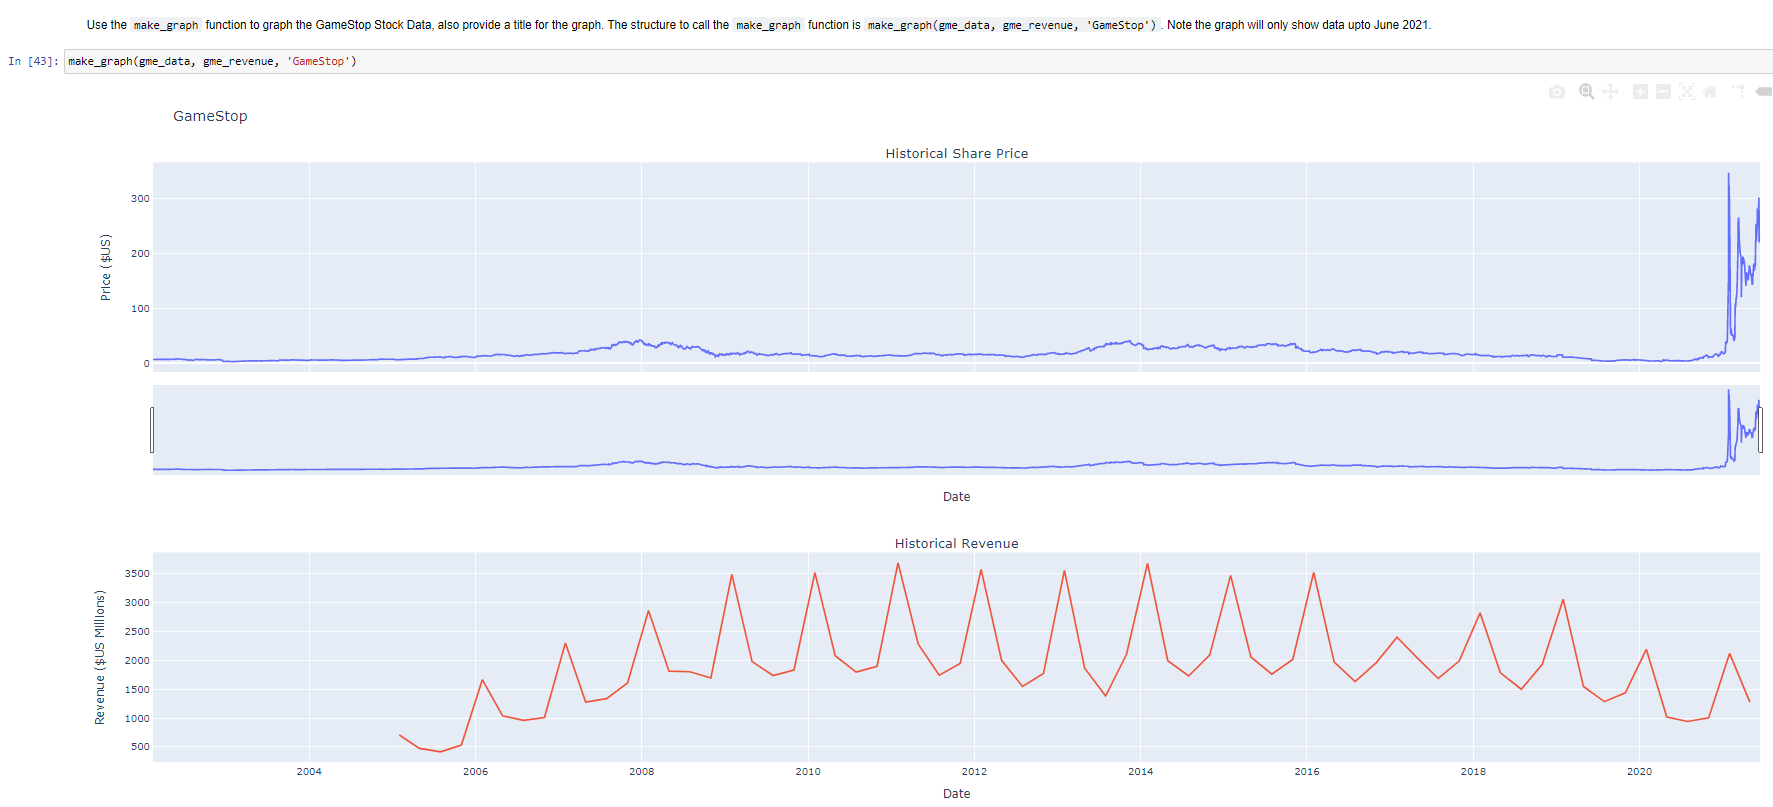 Use the make_graph function to graph the GameStop Stock Data, also provide a title for the graph. The structure to call the make_graph function is make_graph(gme_data, gme_revenue, 'GameStop') . Note the graph will only show data upto June 2021.
In [43]: make_graph(gme_data, gme_revenue, 'GameStop')
GameStop
Historical Share Price
Price ($US)
300
200
100
0
Date
Historical Revenue
Revenue ($US Millions)
3500
3000
2500
2000
1500
1000
500
2004 2006 2008 2010 2012 2014 2016 2018 2020
Date